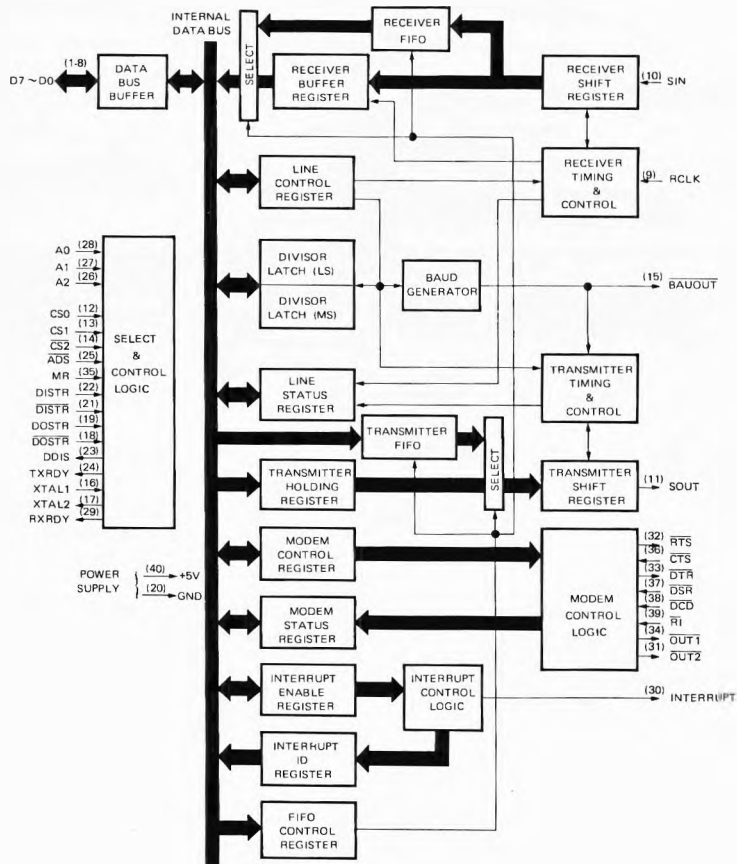 INTERNAL
DATA BUS
RECEIVER
FIFO
SELECT
(1-8)
D7 ~ D0
DATA
BUS
BUFFER
RECEIVER
BUFFER
REGISTER
RECEIVER
SHIFT
REGISTER
(10)
SIN
LINE
CONTROL
REGISTER
RECEIVER
TIMING
&
CONTROL
(9)
RCLK
DIVISOR
LATCH (LS)
DIVISOR
LATCH (MS)
BAUD
GENERATOR
(15)
BAUOUT
A0 (28)
A1 (27)
A2 (26)
CS0 (12)
CS1 (13)
CS2 (14)
ADS (25)
MR (35)
DISTR (22)
DISTR (21)
DOSTR (19)
DOSTR (18)
DDIS (23)
TXRDY (24)
XTAL1 (16)
XTAL2 (17)
RXRDY (29)
SELECT
&
CONTROL
LOGIC
LINE
STATUS
REGISTER
TRANSMITTER
TIMING
&
CONTROL
TRANSMITTER
FIFO
SELECT
TRANSMITTER
HOLDING
REGISTER
TRANSMITTER
SHIFT
REGISTER
(11)
SOUT
POWER
SUPPLY
(40) +5V
(20) GND
MODEM
CONTROL
REGISTER
MODEM
STATUS
REGISTER
MODEM
CONTROL
LOGIC
(32) RTS
(36) CTS
(33) DTR
(37) DSR
(38) DCD
(39) RI
(34) OUT1
(31) OUT2
INTERRUPT
ENABLE
REGISTER
INTERRUPT
CONTROL
LOGIC
(30)
INTERRUPT
INTERRUPT
ID
REGISTER
FIFO
CONTROL
REGISTER